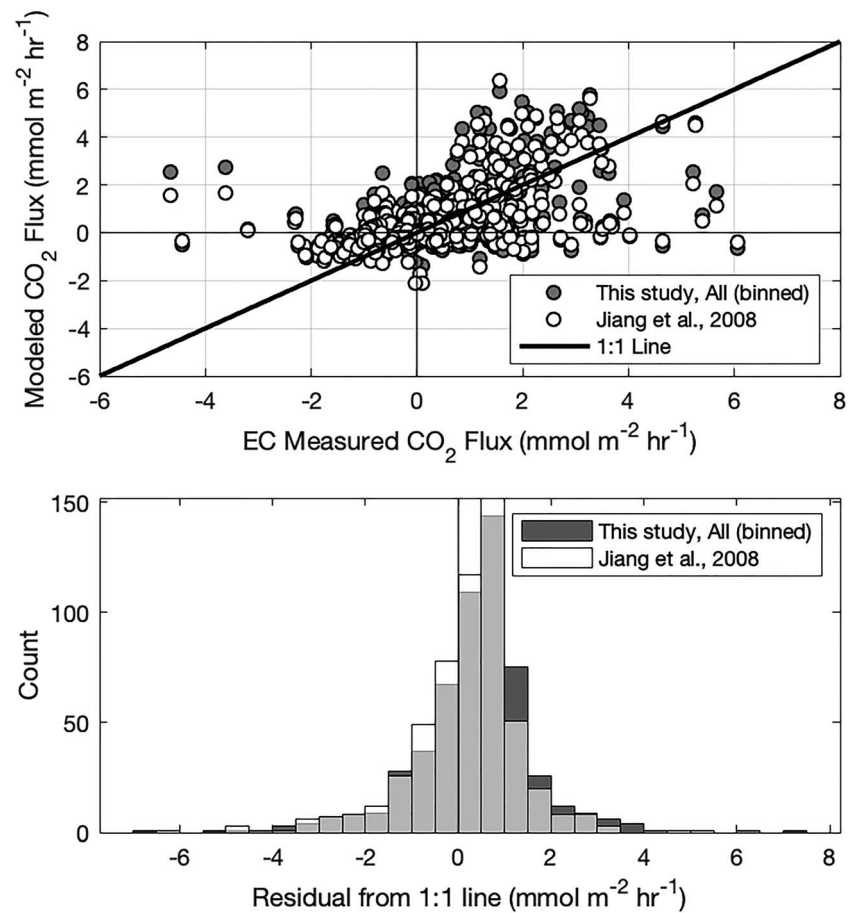 8
6
4
2
0
-2
-4
-6
Modeled CO2 Flux (mmol m-2 hr-1)
This study, All (binned)
Jiang et al., 2008
1:1 Line
-6 -4 -2 0 2 4 6 8
EC Measured CO2 Flux (mmol m-2 hr-1)
150
100
50
0
Count
This study, All (binned)
Jiang et al., 2008
-6 -4 -2 0 2 4 6 8
Residual from 1:1 line (mmol m-2 hr-1)